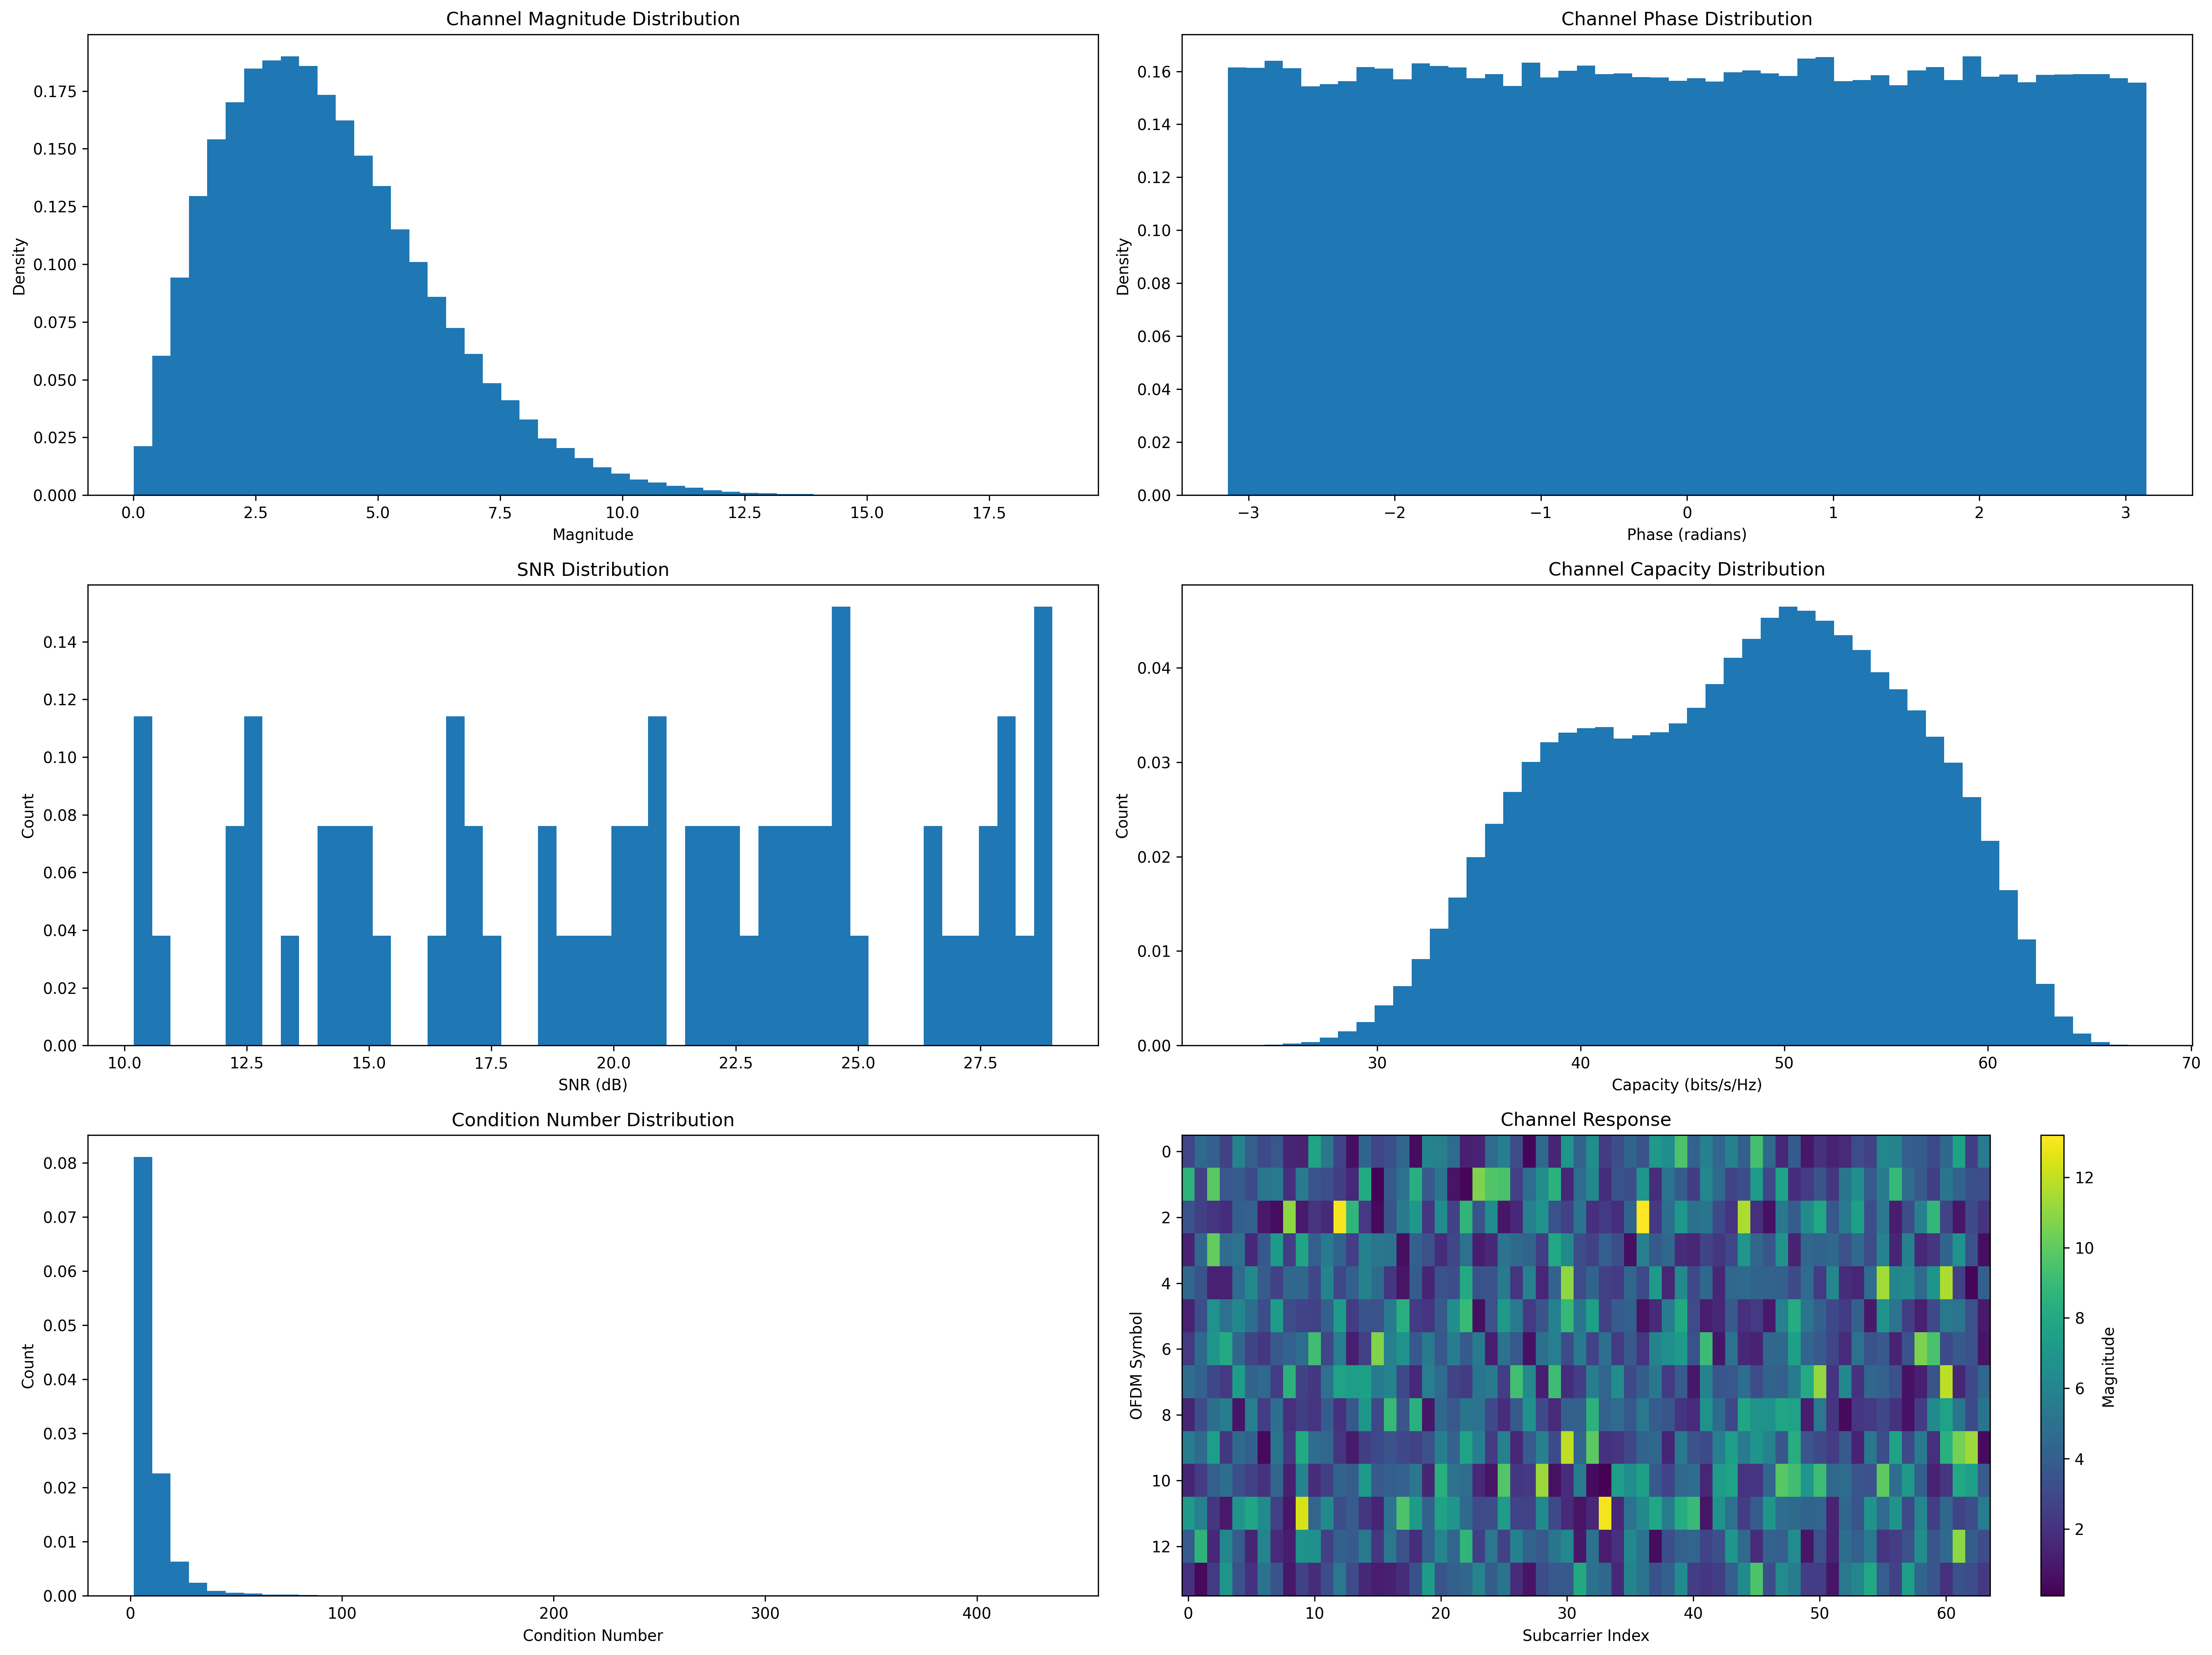 Channel Magnitude Distribution
Density
0.175
0.150
0.125
0.100
0.075
0.050
0.025
0.000
0.0 2.5 5.0 7.5 10.0 12.5 15.0 17.5
Magnitude
Channel Phase Distribution
Density
0.16
0.14
0.12
0.10
0.08
0.06
0.04
0.02
0.00
−3 −2 −1 0 1 2 3
Phase (radians)
SNR Distribution
Count
0.14
0.12
0.10
0.08
0.06
0.04
0.02
0.00
10.0 12.5 15.0 17.5 20.0 22.5 25.0 27.5
SNR (dB)
Channel Capacity Distribution
Count
0.04
0.03
0.02
0.01
0.00
30 40 50 60 70
Capacity (bits/s/Hz)
Condition Number Distribution
Count
0.08
0.07
0.06
0.05
0.04
0.03
0.02
0.01
0.00
0 100 200 300 400
Condition Number
Channel Response
OFDM Symbol
0
2
4
6
8
10
12
0 10 20 30 40 50 60
Subcarrier Index
12
10
8
6
4
2
Magnitude